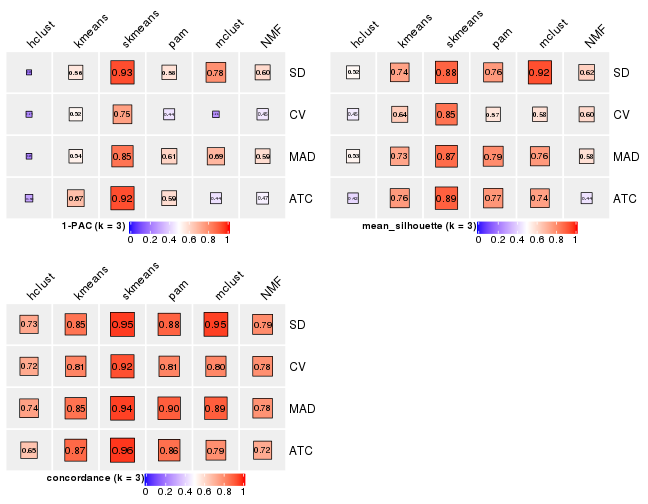 hclust kmeans skmeans pam mclust NMF
0.56 0.93 0.58 0.78 0.60 SD
0.52 0.75 0.44 0.45 CV
0.54 0.85 0.61 0.69 0.59 MAD
0.67 0.92 0.59 0.44 0.47 ATC
1-PAC (k = 3)
0 0.2 0.4 0.6 0.8 1
hclust kmeans skmeans pam mclust NMF
0.52 0.74 0.88 0.76 0.92 0.62 SD
0.45 0.64 0.85 0.57 0.58 0.60 CV
0.53 0.73 0.87 0.79 0.76 0.58 MAD
0.76 0.89 0.77 0.74 0.44 ATC
mean_silhouette (k = 3)
0 0.2 0.4 0.6 0.8 1
hclust kmeans skmeans pam mclust NMF
0.73 0.85 0.95 0.88 0.95 0.79 SD
0.72 0.81 0.92 0.81 0.80 0.78 CV
0.74 0.85 0.94 0.90 0.89 0.78 MAD
0.65 0.87 0.96 0.86 0.79 0.72 ATC
concordance (k = 3)
0 0.2 0.4 0.6 0.8 1